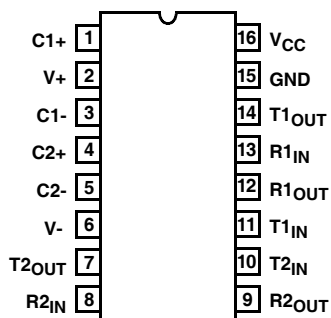 C1+ 1 16 VCC
V+ 2 15 GND
C1- 3 14 T1OUT
C2+ 4 13 R1IN
C2- 5 12 R1OUT
V- 6 11 T1IN
T2OUT 7 10 T2IN
R2IN 8 9 R2OUT